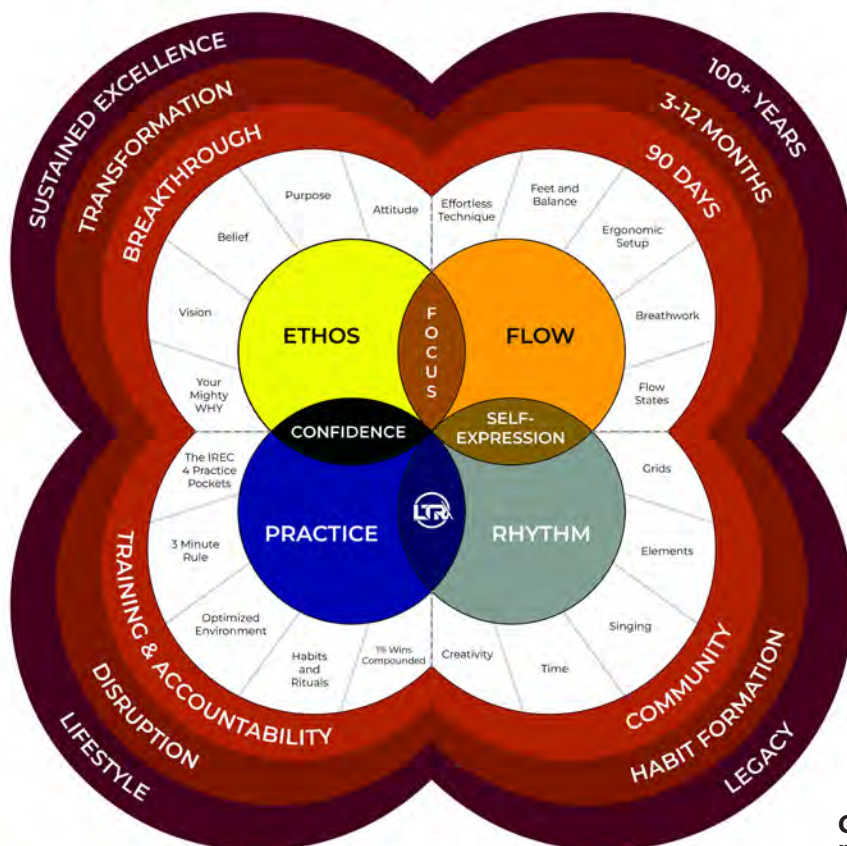 SUSTAINED EXCELLENCE
TRANSFORMATION
BREAKTHROUGH
100+ YEARS
3-12 MONTHS
90 DAYS
Purpose
Attitude
Belief
Vision
Your
Mighty
WHY
Effortless
Technique
Feet and
Balance
Ergonomic
Setup
Breathwork
Flow
States
ETHOS
FOCUS
FLOW
CONFIDENCE
SELF-
EXPRESSION
PRACTICE
LTR
RHYTHM
The IREC
4 Practice
Pockets
3 Minute
Rule
Optimized
Environment
Habits
and
Rituals
1% Wins
Compounded
Grids
Elements
Singing
Time
Creativity
TRAINING & ACCOUNTABILITY
DISRUPTION
LIFESTYLE
COMMUNITY
HABIT FORMATION
LEGACY